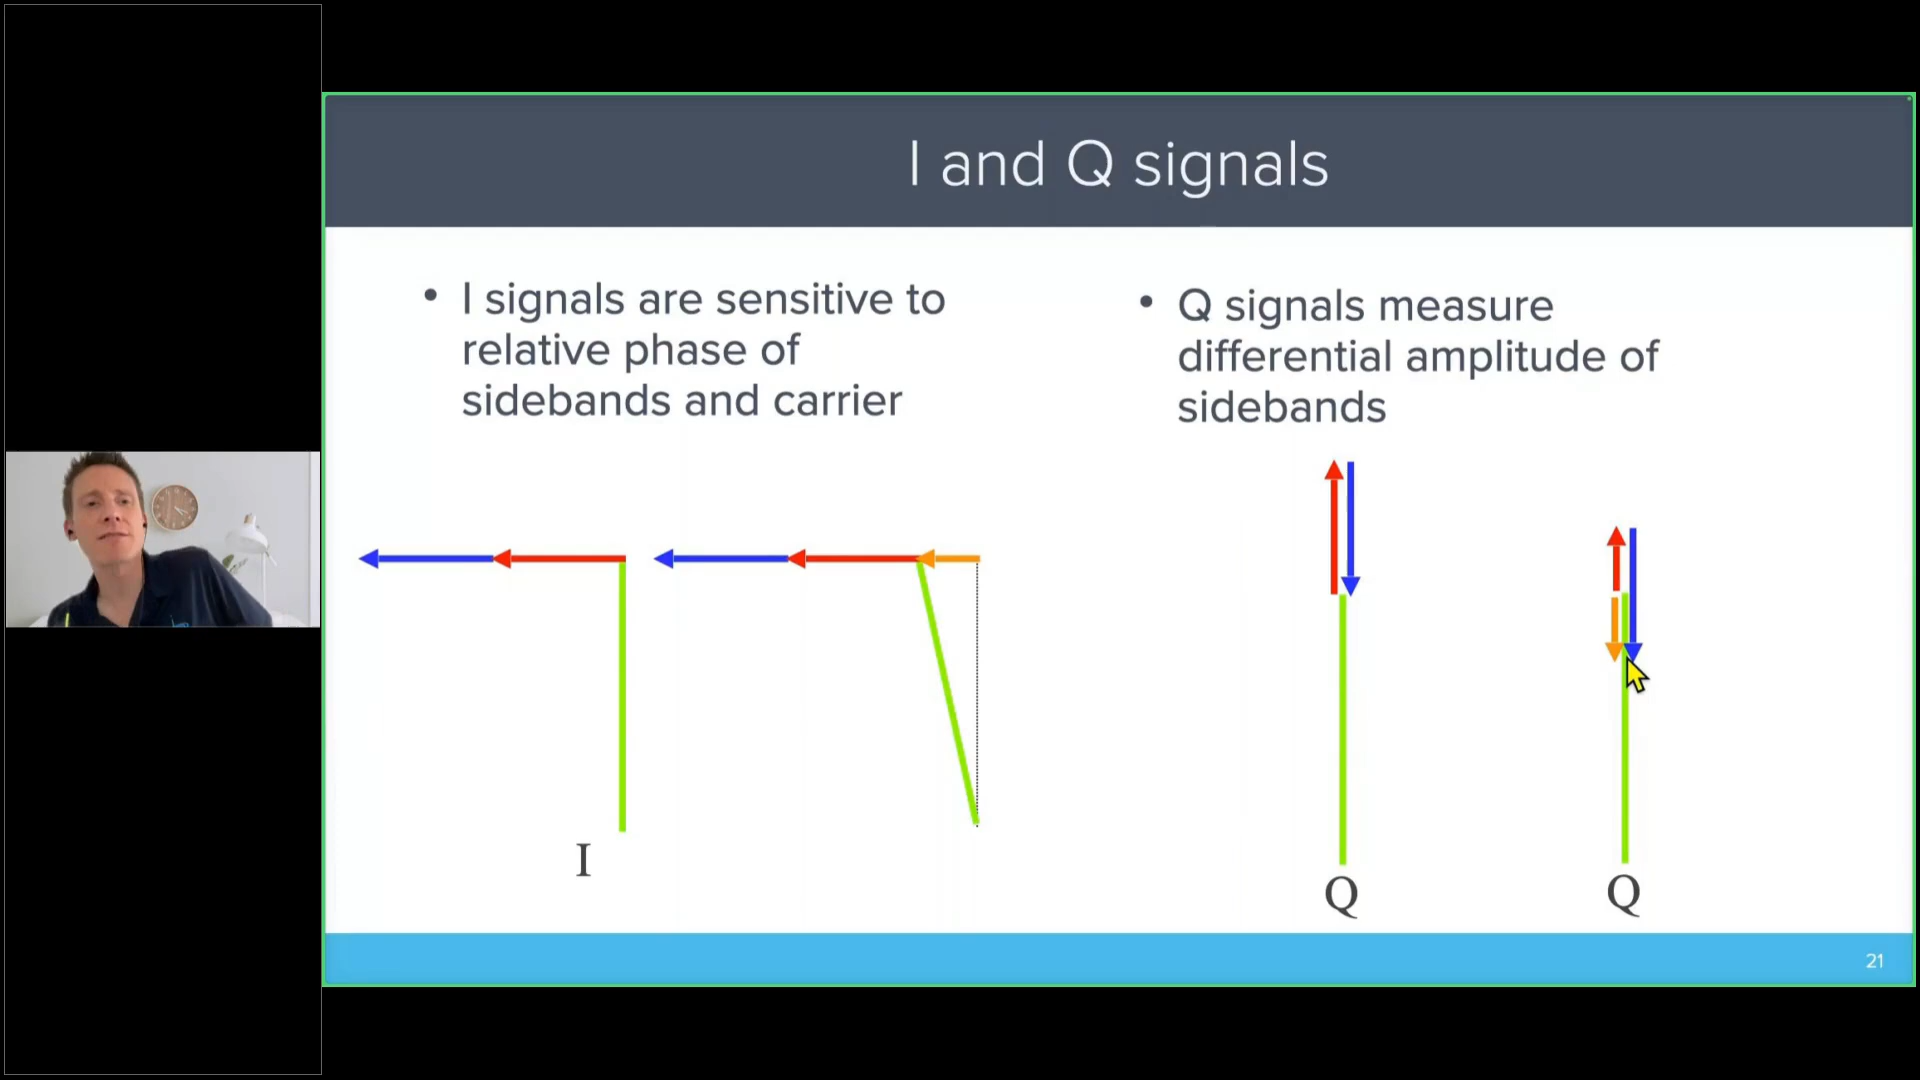 I and Q signals
• I signals are sensitive to
relative phase of
sidebands and carrier
• Q signals measure
differential amplitude of
sidebands
I
Q
Q
21